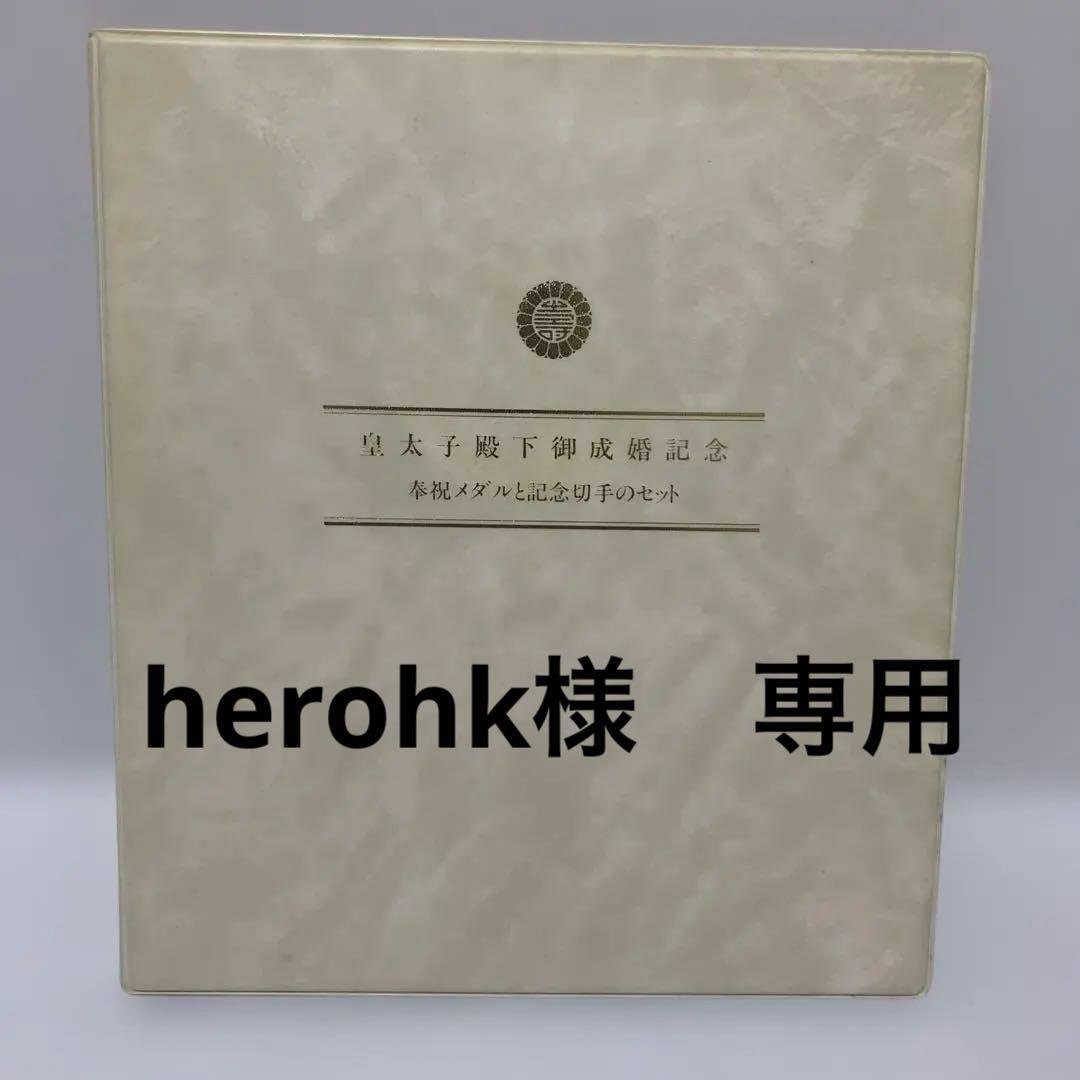 皇太子殿下御成婚記念
奉祝メダルと記念切手のセット
herohk様　専用